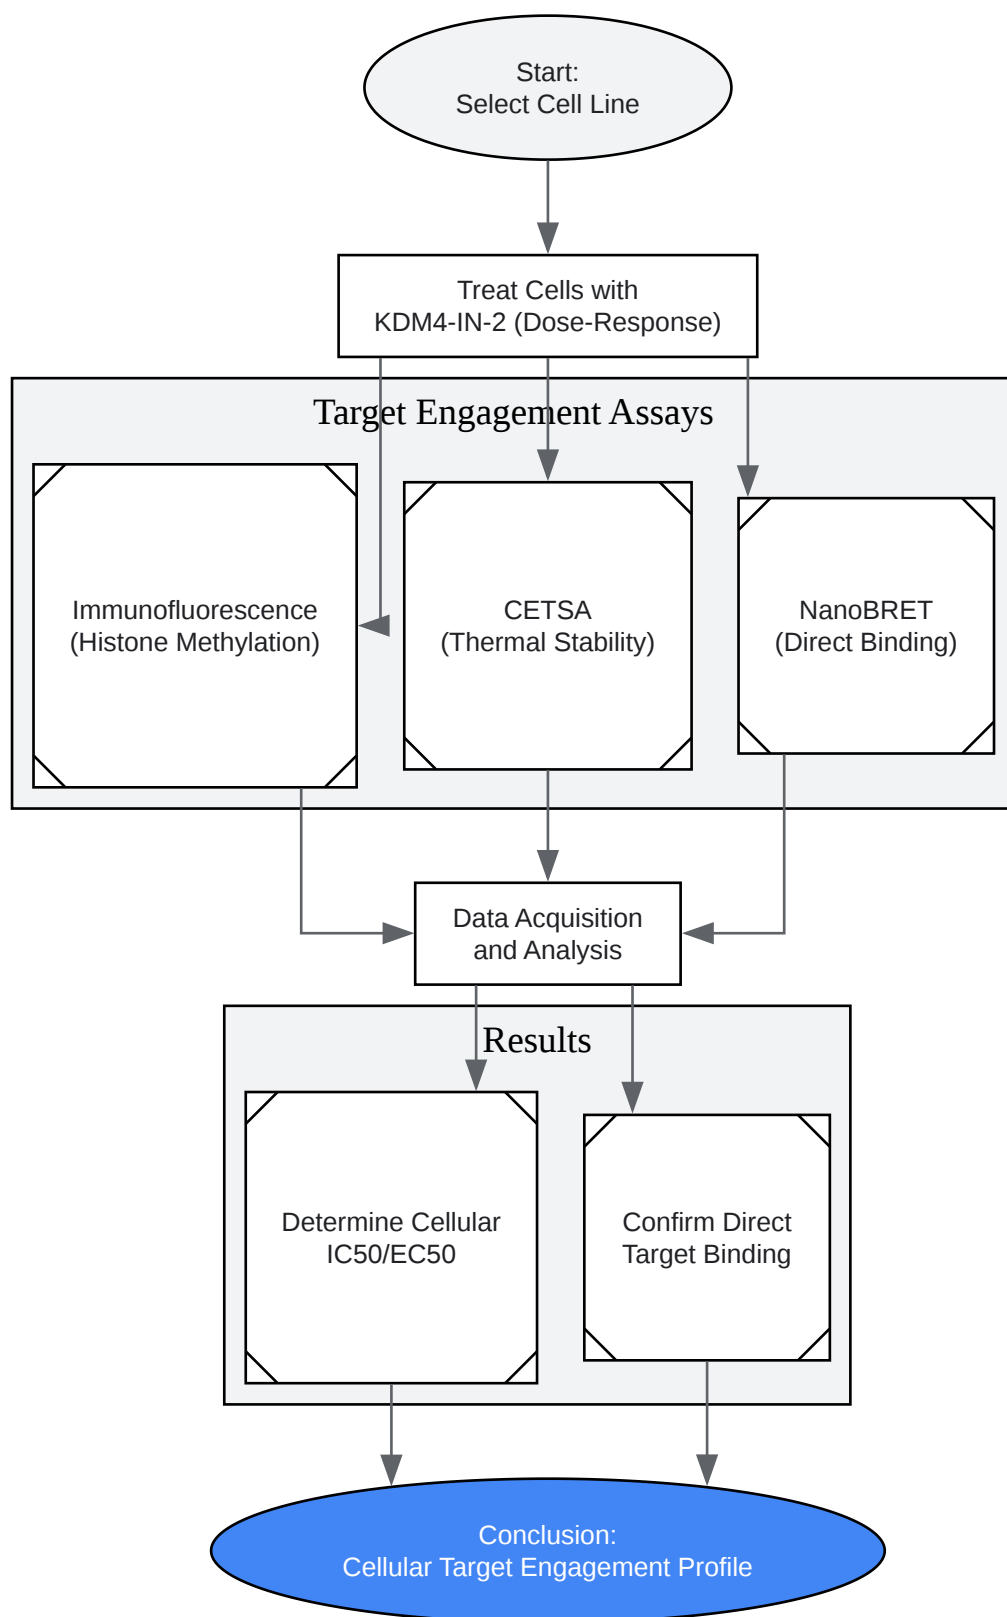 Start:
Select Cell Line
Treat Cells with
KDM4-IN-2 (Dose-Response)
Target Engagement Assays
Immunofluorescence
(Histone Methylation)
CETSA
(Thermal Stability)
NanoBRET
(Direct Binding)
Data Acquisition
and Analysis
Results
Determine Cellular
IC50/EC50
Confirm Direct
Target Binding
Conclusion:
Cellular Target Engagement Profile